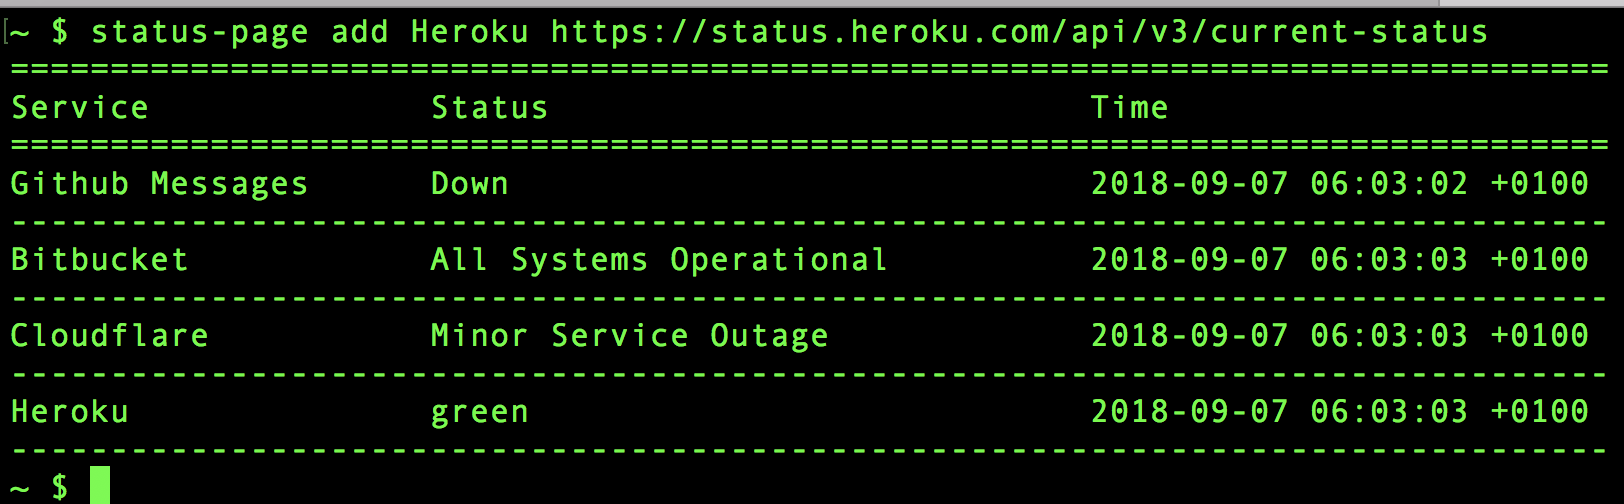 ~ $ status-page add Heroku https://status.heroku.com/api/v3/current-status
================================================================================
Service Status Time
================================================================================
Github Messages Down 2018-09-07 06:03:02 +0100
--------------------------------------------------------------------------------
Bitbucket All Systems Operational 2018-09-07 06:03:03 +0100
--------------------------------------------------------------------------------
Cloudflare Minor Service Outage 2018-09-07 06:03:03 +0100
--------------------------------------------------------------------------------
Heroku green 2018-09-07 06:03:03 +0100
--------------------------------------------------------------------------------
~ $